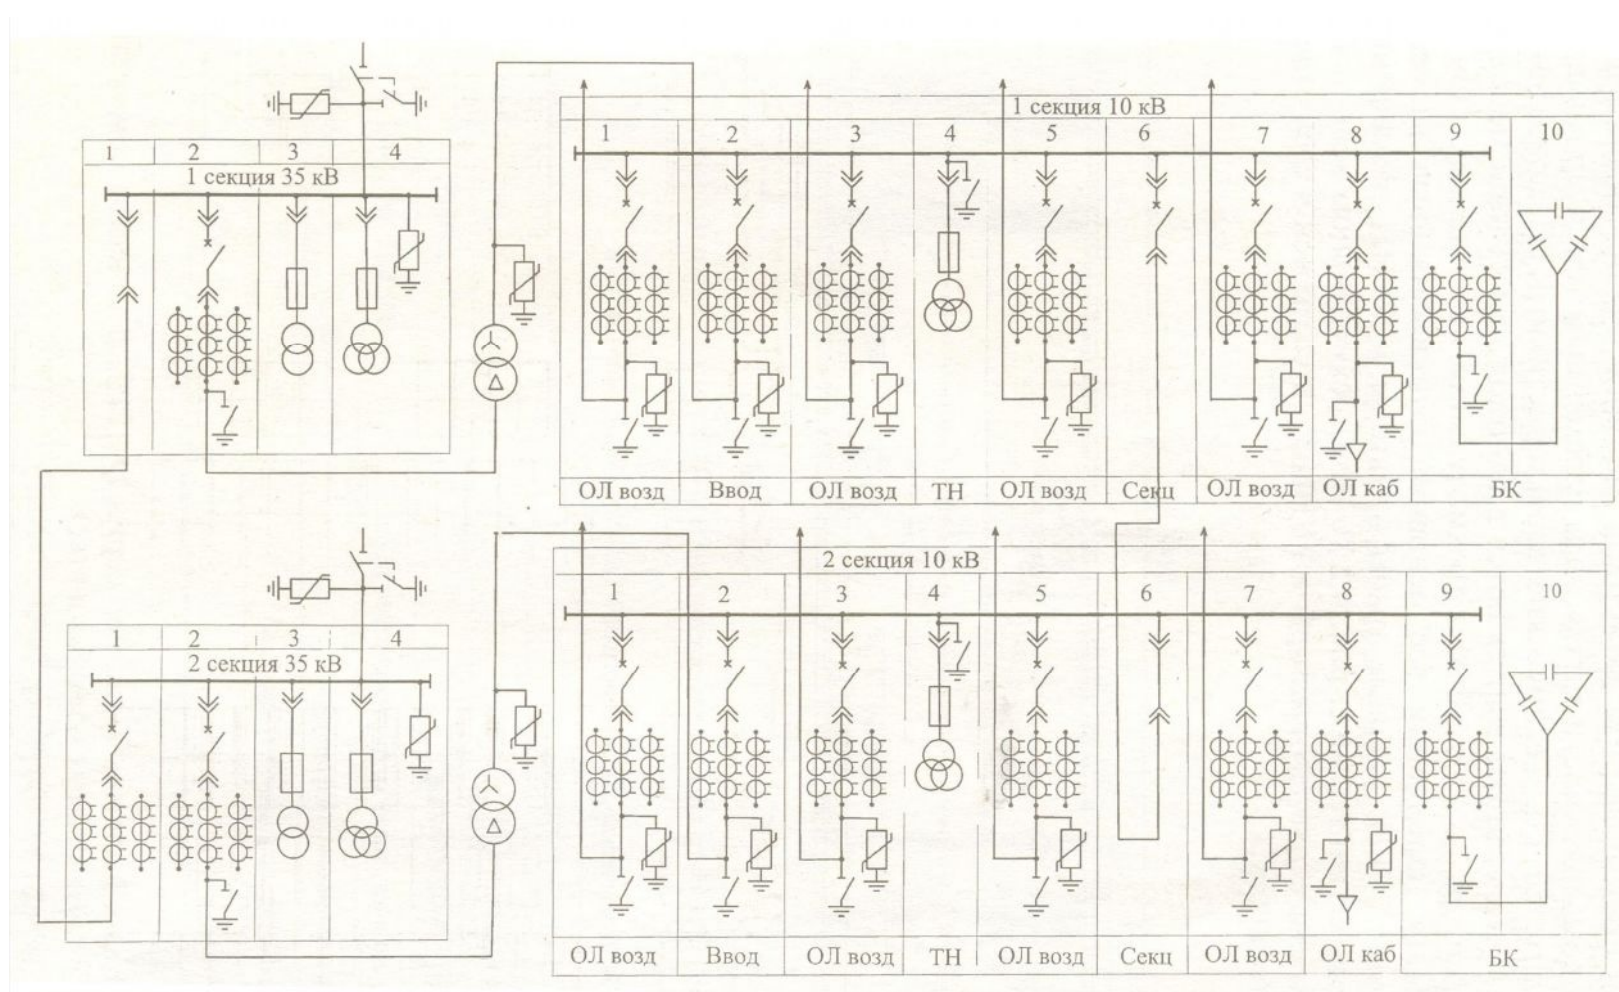 1 секция 10 кВ
1 2 3 4 5 6 7 8 9 10
1 2 3 4
1 секция 35 кВ
ОЛ возд Ввод ОЛ возд ТН ОЛ возд Секц ОЛ возд ОЛ каб БК
2 секция 10 кВ
1 2 3 4 5 6 7 8 9 10
1 2 3 4
2 секция 35 кВ
ОЛ возд Ввод ОЛ возд ТН ОЛ возд Секц ОЛ возд ОЛ каб БК